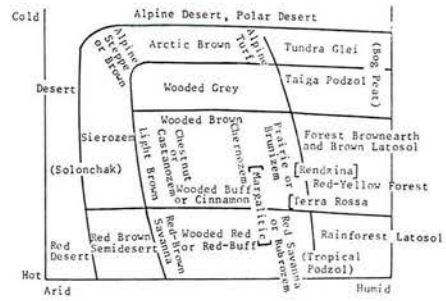 Alpine Desert, Polar Desert
Cold
Alpine
Steppe
or
Brown
Arctic Brown
Alpine
Turf
Tundra Glei
(Bog
Peat)
Taiga Podzol
Desert
Wooded Grey
Wooded Brown
Sierozem
Light Brown
Chestnut
or
Castanozem
Chernozem
Prairie or
Brunizem
Forest Brownearth
and Brown Latosol
(Solonchak)
[Margalitic]
[Rendzina]
Red-Yellow Forest
Wooded Buff
or Cinnamon
[Terra Rossa
Red
Desert
Red Brown
Semidesert
Red-Brown
Savanna
Wooded Red
or Red-Buff
Red Savanna
or Rubrozem
Rainforest Latosol
(Tropical
Podzol)
Hot
Arid
Humid